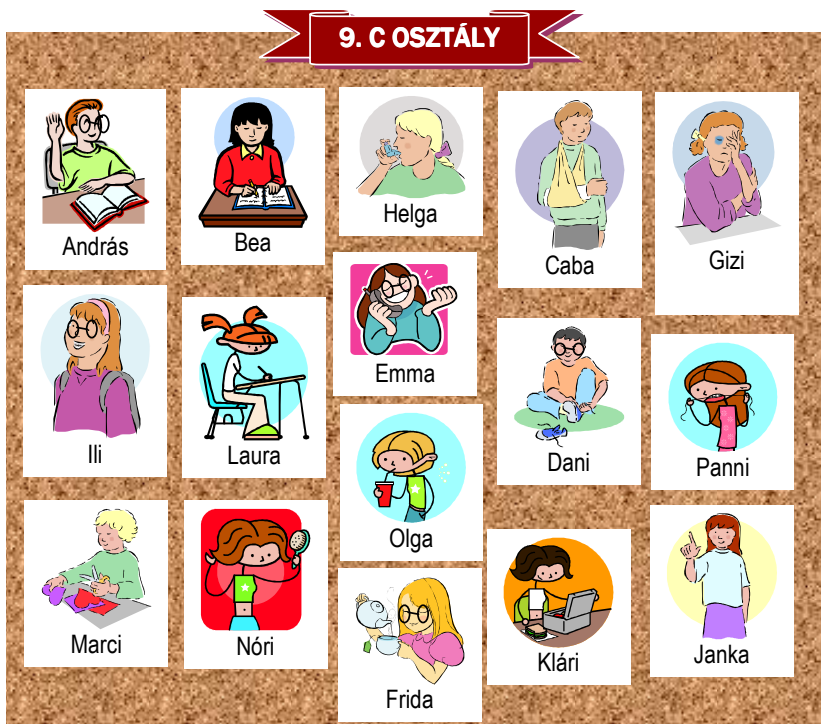 9. C OSZTÁLY
András
Bea
Helga
Caba
Gizi
Ili
Laura
Emma
Dani
Panni
Olga
Marci
Nóri
Frida
Klári
Janka